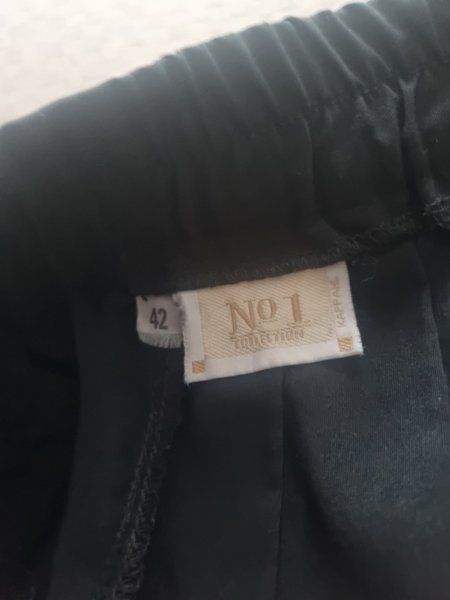 42
No 1
COLLECTION
KAPPAHL